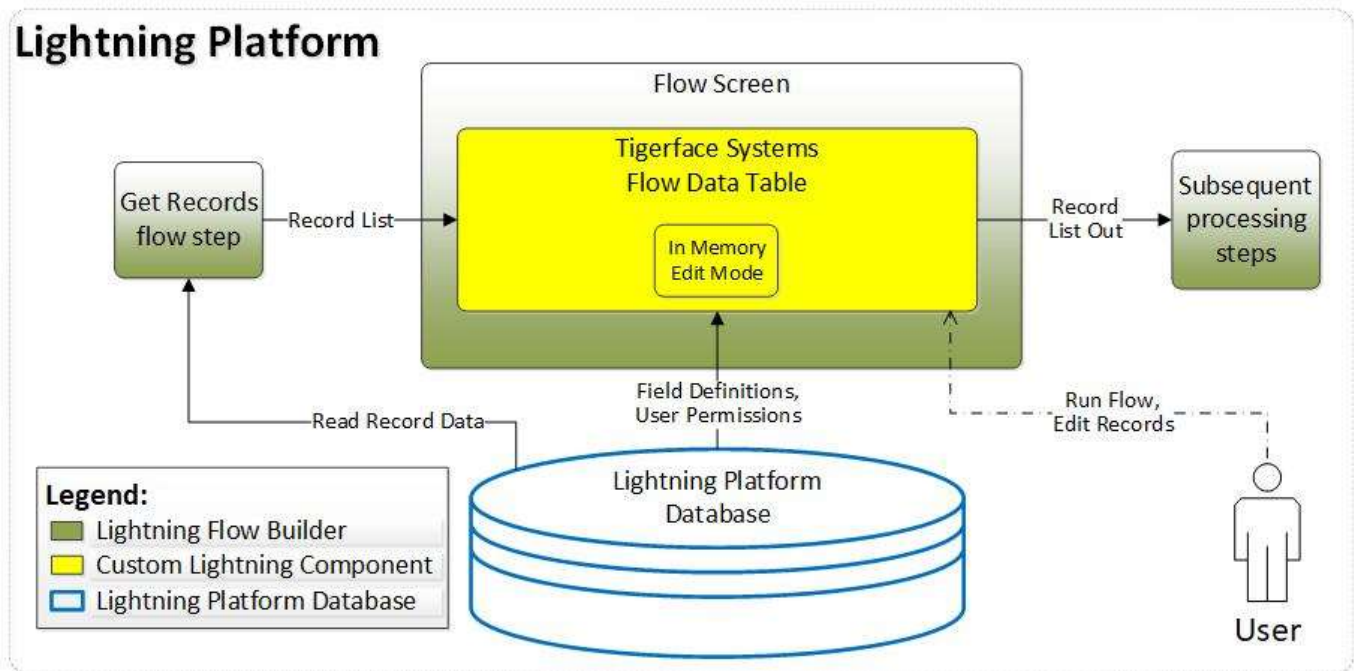 Lightning Platform
Flow Screen
Tigerface Systems
Flow Data Table
In Memory
Edit Mode
Get Records
flow step
Record List
Record
List Out
Subsequent
processing
steps
Field Definitions,
User Permissions
Run Flow,
Edit Records
Read Record Data
Lightning Platform
Database
Legend:
Lightning Flow Builder
Custom Lightning Component
Lightning Platform Database
User